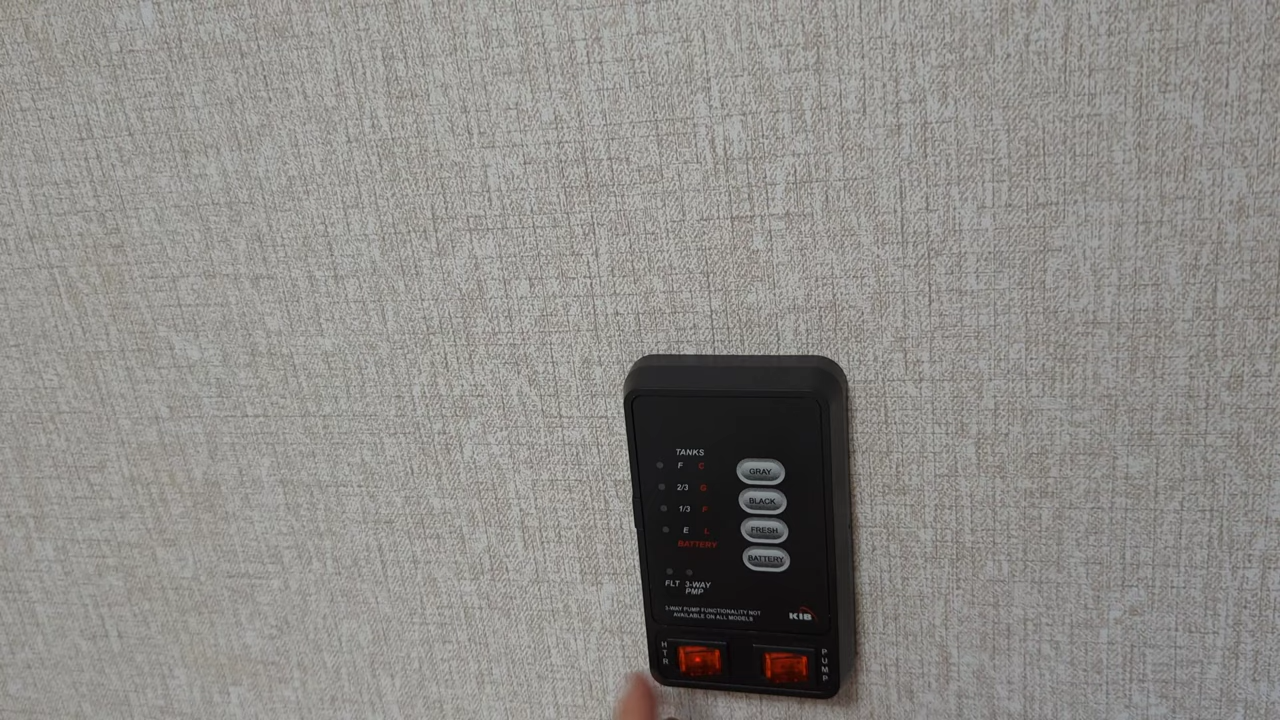 TANKS
F C GRAY
2/3 G BLACK
1/3 F
E L FRESH
BATTERY BATTERY
FLT 3-WAY
PMP
3-WAY PUMP FUNCTIONALITY NOT
AVAILABLE ON ALL MODELS
KIB
HTR PUMP